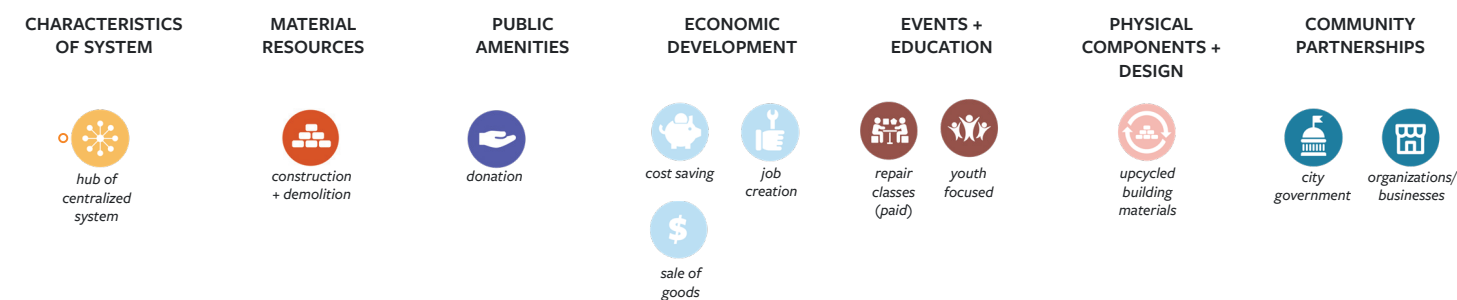 CHARACTERISTICS
OF SYSTEM
MATERIAL
RESOURCES
PUBLIC
AMENITIES
ECONOMIC
DEVELOPMENT
EVENTS +
EDUCATION
PHYSICAL
COMPONENTS +
DESIGN
COMMUNITY
PARTNERSHIPS
hub of
centralized
system
construction
+ demolition
donation
cost saving
job
creation
$
sale of
goods
repair
classes
(paid)
youth
focused
upcycled
building
materials
city
government
organizations/
businesses